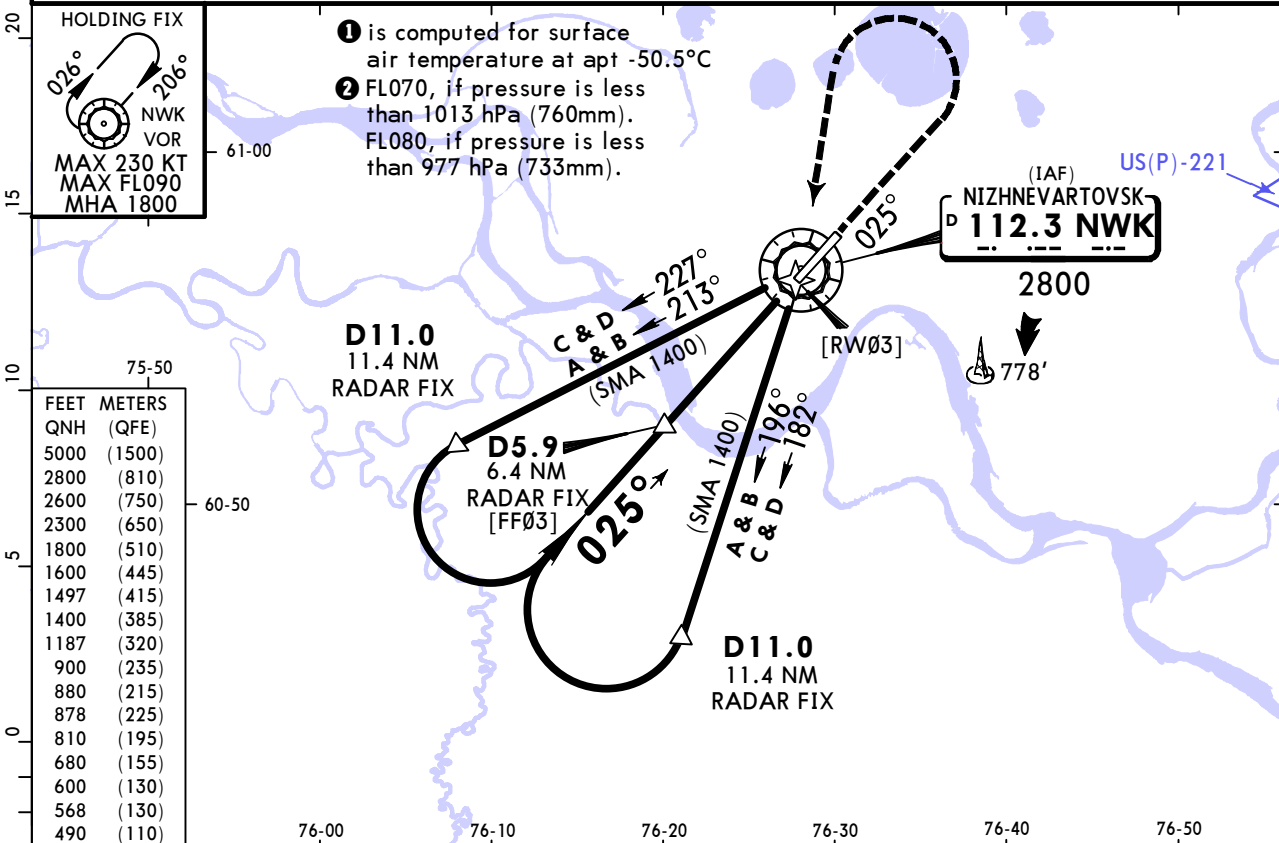 HOLDING FIX
026°
206°
NWK
VOR
MAX 230 KT
MAX FL090
MHA 1800
❶ is computed for surface
air temperature at apt -50.5°C
❷ FL070, if pressure is less
than 1013 hPa (760mm).
FL080, if pressure is less
than 977 hPa (733mm).
61-00
US(P)-221
(IAF)
NIZHNEVARTOVSK
D 112.3 NWK
2800
025°
[RWØ3]
778'
C & D 227°
A & B 213°
(SMA 1400)
D11.0
11.4 NM
RADAR FIX
D5.9
6.4 NM
RADAR FIX
[FFØ3]
025°
(SMA 1400)
A & B 196°
C & D 182°
D11.0
11.4 NM
RADAR FIX
60-50
75-50
FEET METERS
QNH (QFE)
5000 (1500)
2800 (810)
2600 (750)
2300 (650)
1800 (510)
1600 (445)
1497 (415)
1400 (385)
1187 (320)
900 (235)
880 (215)
878 (225)
810 (195)
680 (155)
600 (130)
568 (130)
490 (110)
20
15
10
5
0
76-00
76-10
76-20
76-30
76-40
76-50